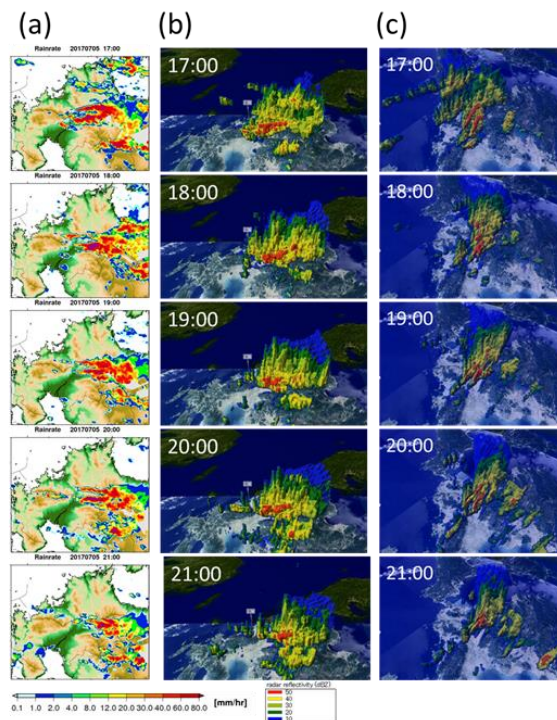 (a) (b) (c)
Rainrate 20170705 17:00
17:00
17:00
Rainrate 20170705 18:00
18:00
18:00
Rainrate 20170705 19:00
19:00
19:00
Rainrate 20170705 20:00
20:00
20:00
Rainrate 20170705 21:00
21:00
21:00
0.1 1.0 2.0 4.0 7.0 12.0 20.0 30.0 40.0 60.0 80.0 [mm/hr]
radar reflectivity (dBZ)
50
40
30
20
10